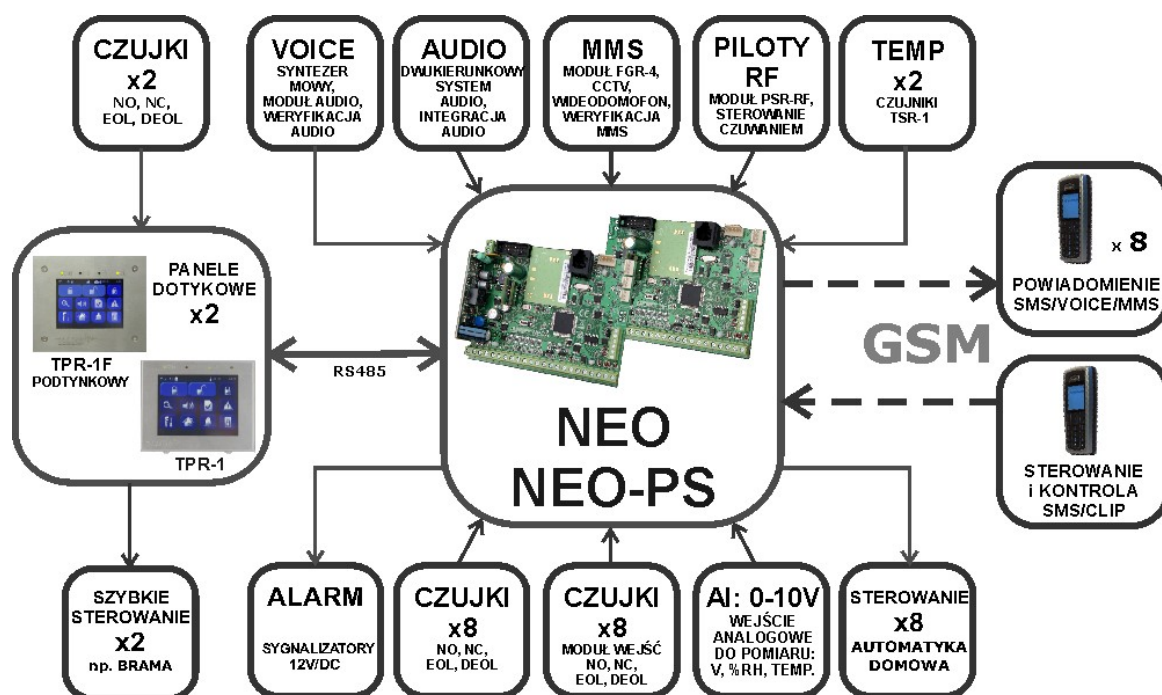 CZUJKI
x2
NO, NC,
EOL, DEOL
VOICE
SYNTEZER
MOWY,
MODUŁ AUDIO,
WERYFIKACJA
AUDIO
AUDIO
DWUKIERUNKOWY
SYSTEM
AUDIO,
INTEGRACJA
AUDIO
MMS
MODUŁ FGR-4,
CCTV,
WIDEODOMOFON,
WERYFIKACJA
MMS
PILOTY
RF
MODUŁ PSR-RF,
STEROWANIE
CZUWANIEM
TEMP
x2
CZUJNIKI
TSR-1
PANELE
DOTYKOWE
x2
TPR-1F
PODTYNKOWY
TPR-1
RS485
NEO
NEO-PS
GSM
x 8
POWIADOMIENIE
SMS/VOICE/MMS
STEROWANIE
i KONTROLA
SMS/CLIP
SZYBKIE
STEROWANIE
x2
np. BRAMA
ALARM
SYGNALIZATORY
12V/DC
CZUJKI
x8
NO, NC,
EOL, DEOL
CZUJKI
x8
MODUŁ WEJŚĆ
NO, NC,
EOL, DEOL
AI: 0-10V
WEJŚCIE
ANALOGOWE
DO POMIARU:
V, %RH, TEMP.
STEROWANIE
x8
AUTOMATYKA
DOMOWA